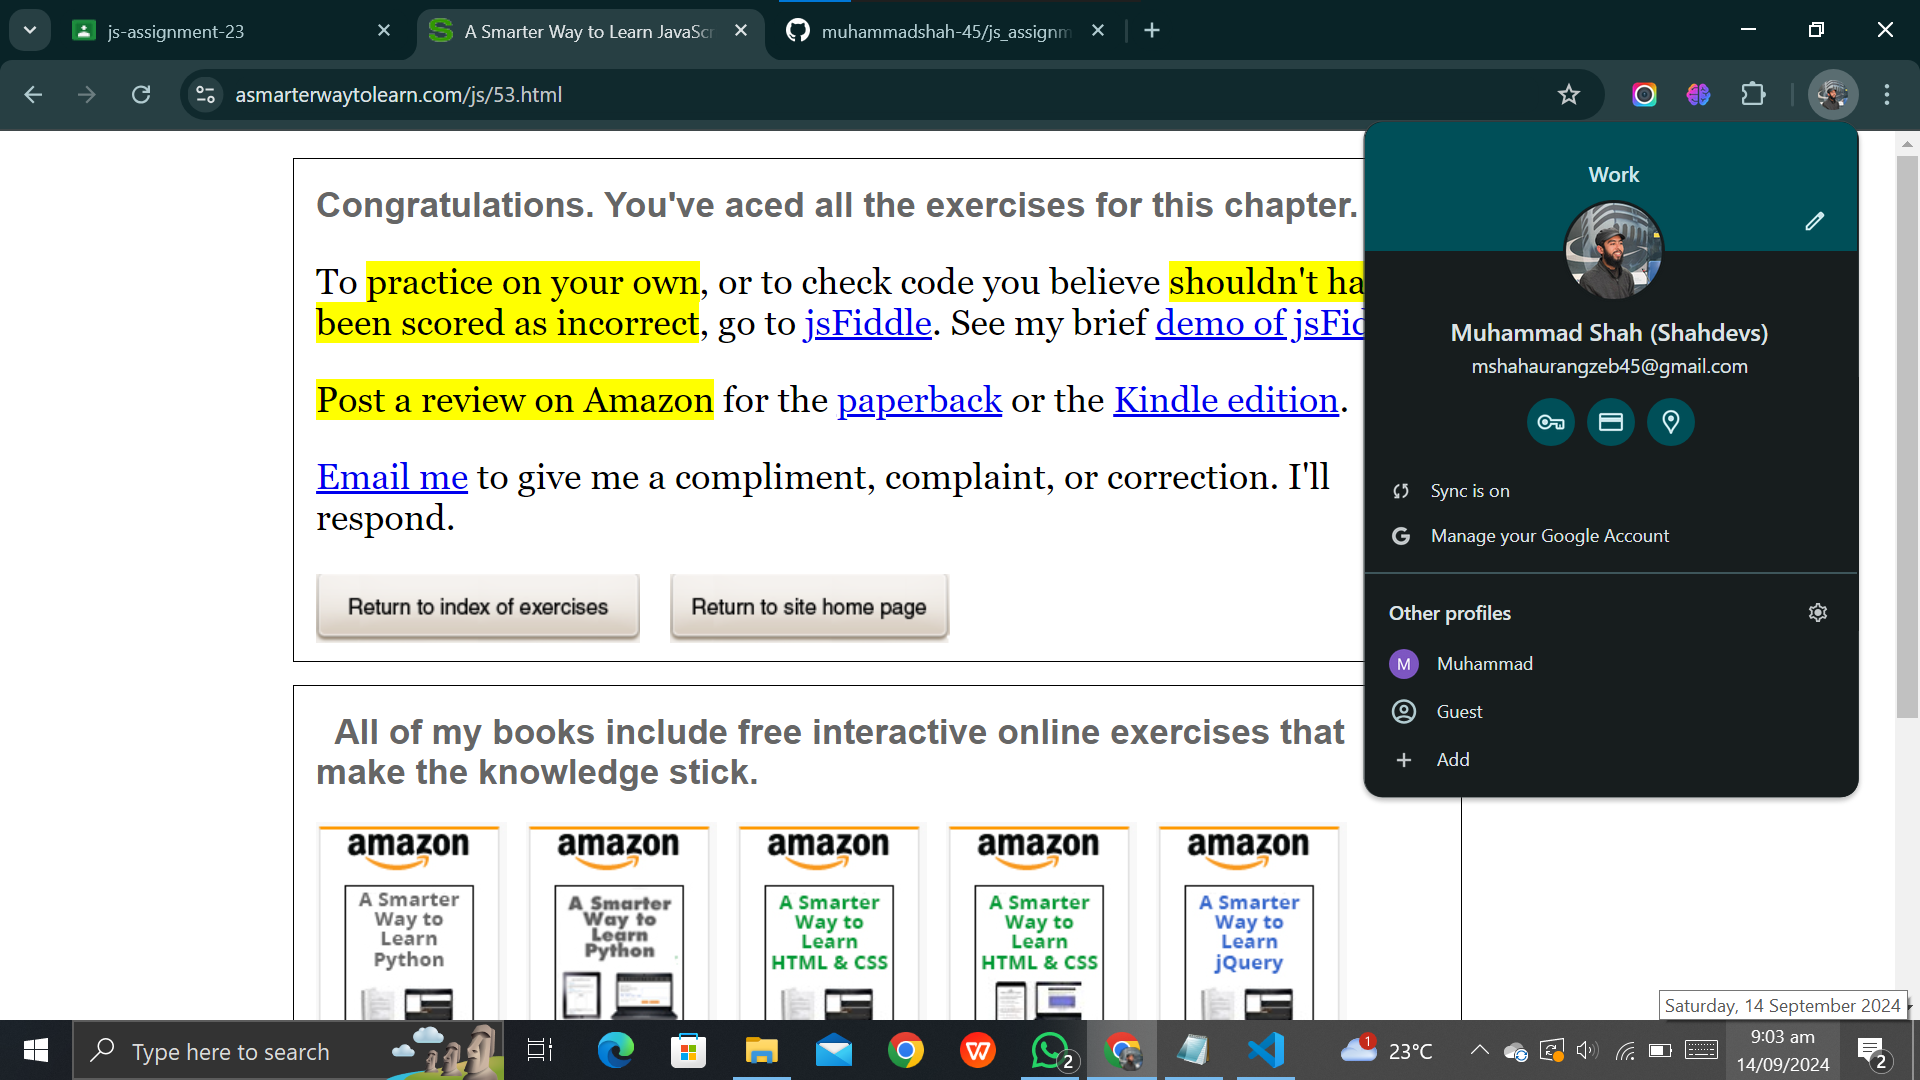 js-assignment-23
A Smarter Way to Learn JavaScr
muhammadshah-45/js_assignm
asmarterwaytolearn.com/js/53.html
Congratulations. You've aced all the exercises for this chapter.
To practice on your own, or to check code you believe shouldn't ha
been scored as incorrect, go to jsFiddle. See my brief demo of jsFid
Post a review on Amazon for the paperback or the Kindle edition.
Email me to give me a compliment, complaint, or correction. I'll
respond.
Return to index of exercises
Return to site home page
All of my books include free interactive online exercises that
make the knowledge stick.
amazon
A Smarter
Way to
Learn
Python
amazon
A Smarter
Way to
Learn
Python
amazon
A Smarter
Way to
Learn
HTML & CSS
amazon
A Smarter
Way to
Learn
HTML & CSS
amazon
A Smarter
Way to
Learn
jQuery
Work
Muhammad Shah (Shahdevs)
mshahaurangzeb45@gmail.com
Sync is on
Manage your Google Account
Other profiles
M
Muhammad
Guest
Add
Saturday, 14 September 2024
Type here to search
2
1
23°C
9:03 am
14/09/2024
2